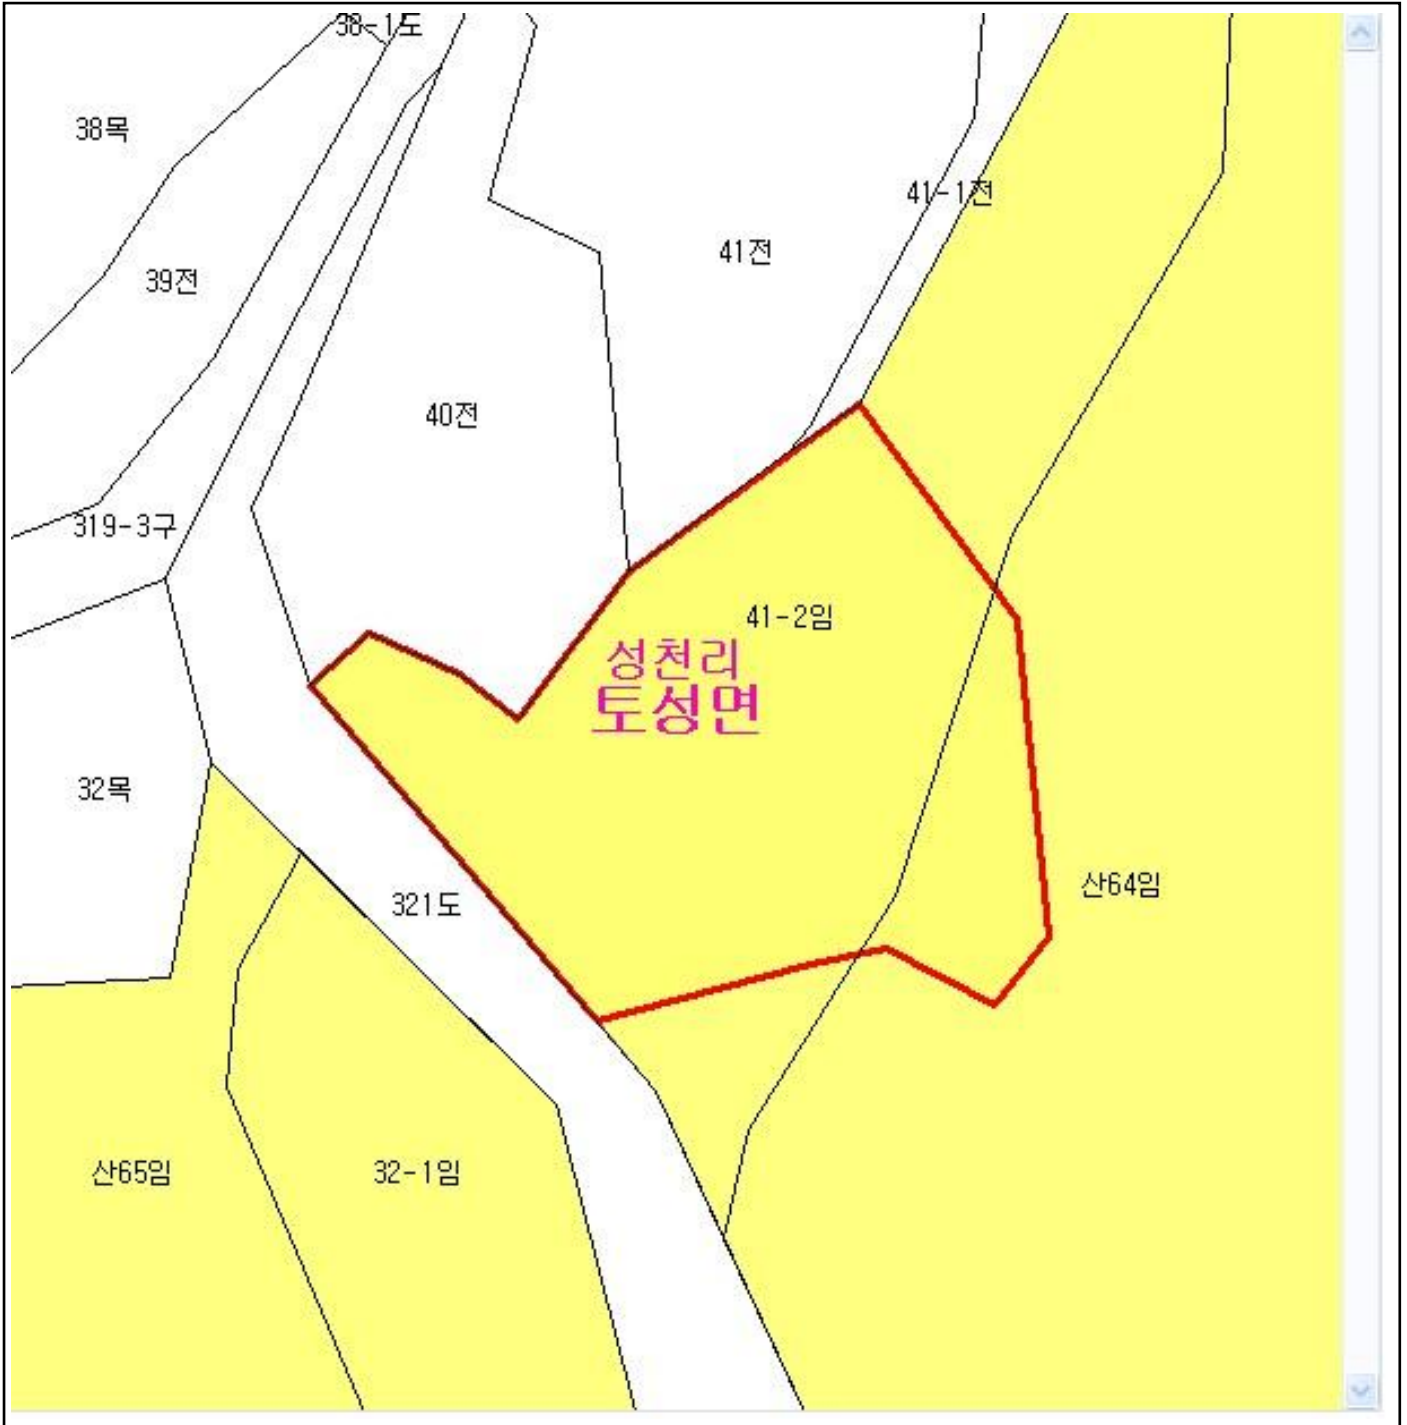 38-1도
38목
41-1전
41전
39전
40전
319-3구
41-2임
성천리
토성면
32목
산64임
321도
산65임
32-1임